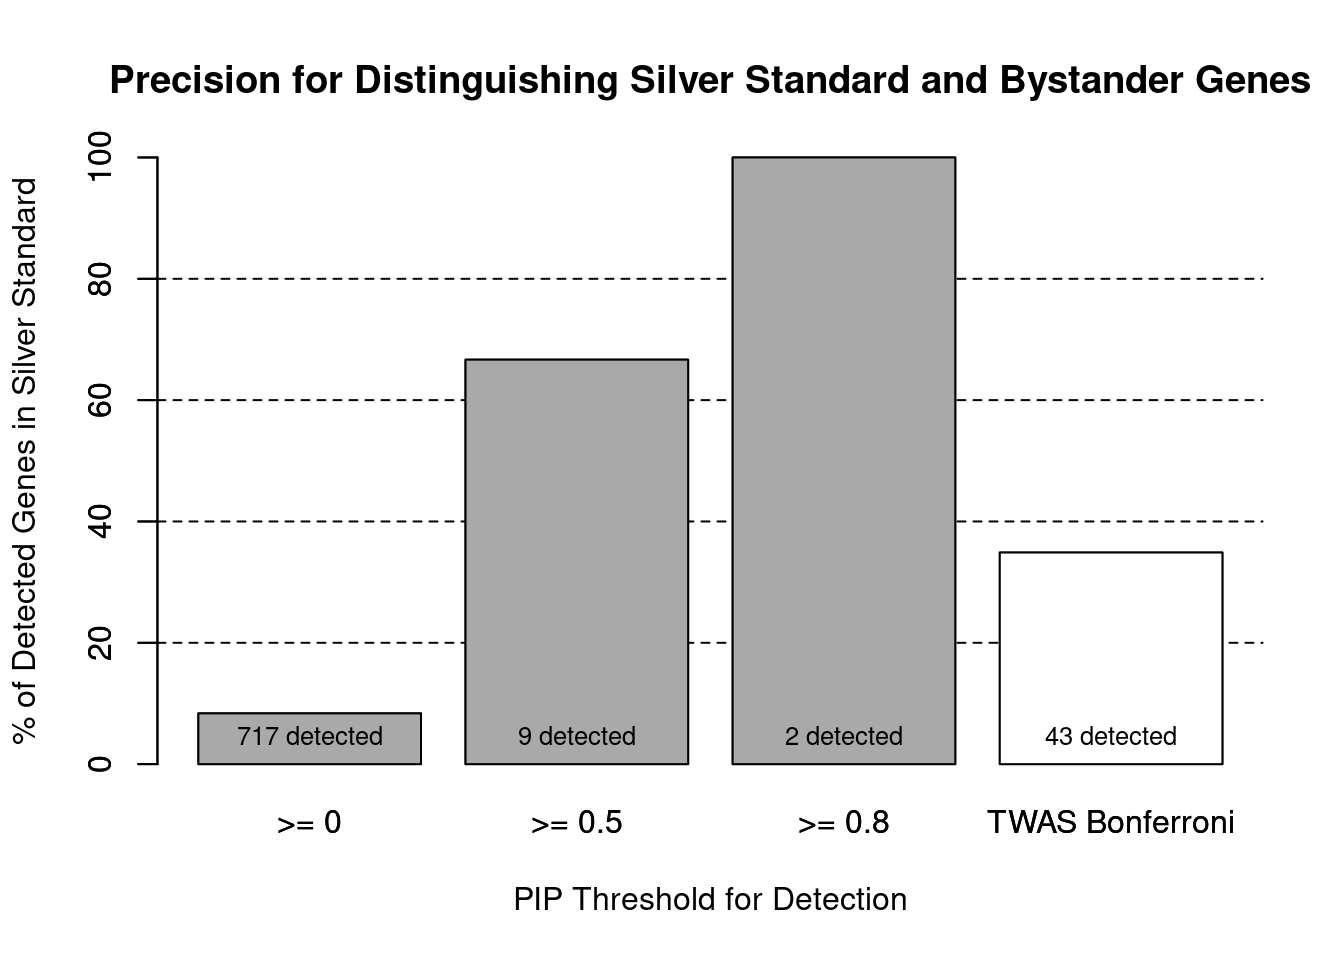 Precision for Distinguishing Silver Standard and Bystander Genes
% of Detected Genes in Silver Standard
100
80
60
40
20
0
717 detected
9 detected
2 detected
43 detected
>= 0
>= 0.5
>= 0.8
TWAS Bonferroni
PIP Threshold for Detection